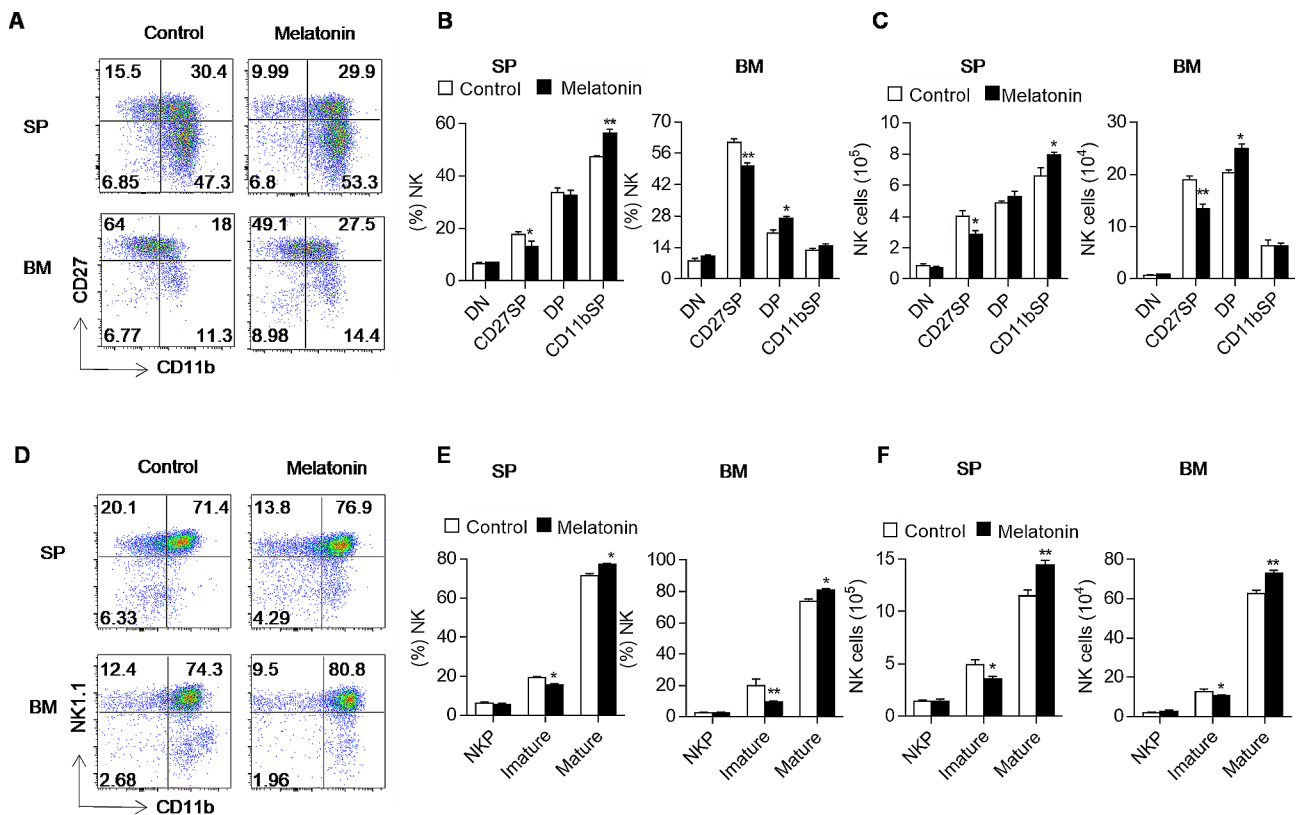 A
Control
Melatonin
SP
15.5
30.4
6.85
47.3
9.99
29.9
6.8
53.3
BM
64
18
6.77
11.3
49.1
27.5
8.98
14.4
CD27
CD11b
B
SP
Control
Melatonin
(%) NK
60
40
20
0
*
**
DN
CD27SP
DP
CD11bSP
BM
(%) NK
70
56
42
28
14
0
**
*
DN
CD27SP
DP
CD11bSP
C
SP
Control
Melatonin
NK cells (10⁵)
10
8
6
4
2
0
*
*
DN
CD27SP
DP
CD11bSP
BM
NK cells (10⁴)
30
20
10
0
**
*
DN
CD27SP
DP
CD11bSP
D
Control
Melatonin
SP
20.1
71.4
6.33
13.8
76.9
4.29
BM
12.4
74.3
2.68
9.5
80.8
1.96
NK1.1
CD11b
E
SP
Control
Melatonin
(%) NK
80
60
40
20
0
*
*
NKP
Imature
Mature
BM
(%) NK
100
80
60
40
20
0
**
*
NKP
Imature
Mature
F
SP
Control
Melatonin
NK cells (10⁵)
15
10
5
0
*
**
NKP
Imature
Mature
BM
NK cells (10⁴)
80
60
40
20
0
*
**
NKP
Imature
Mature